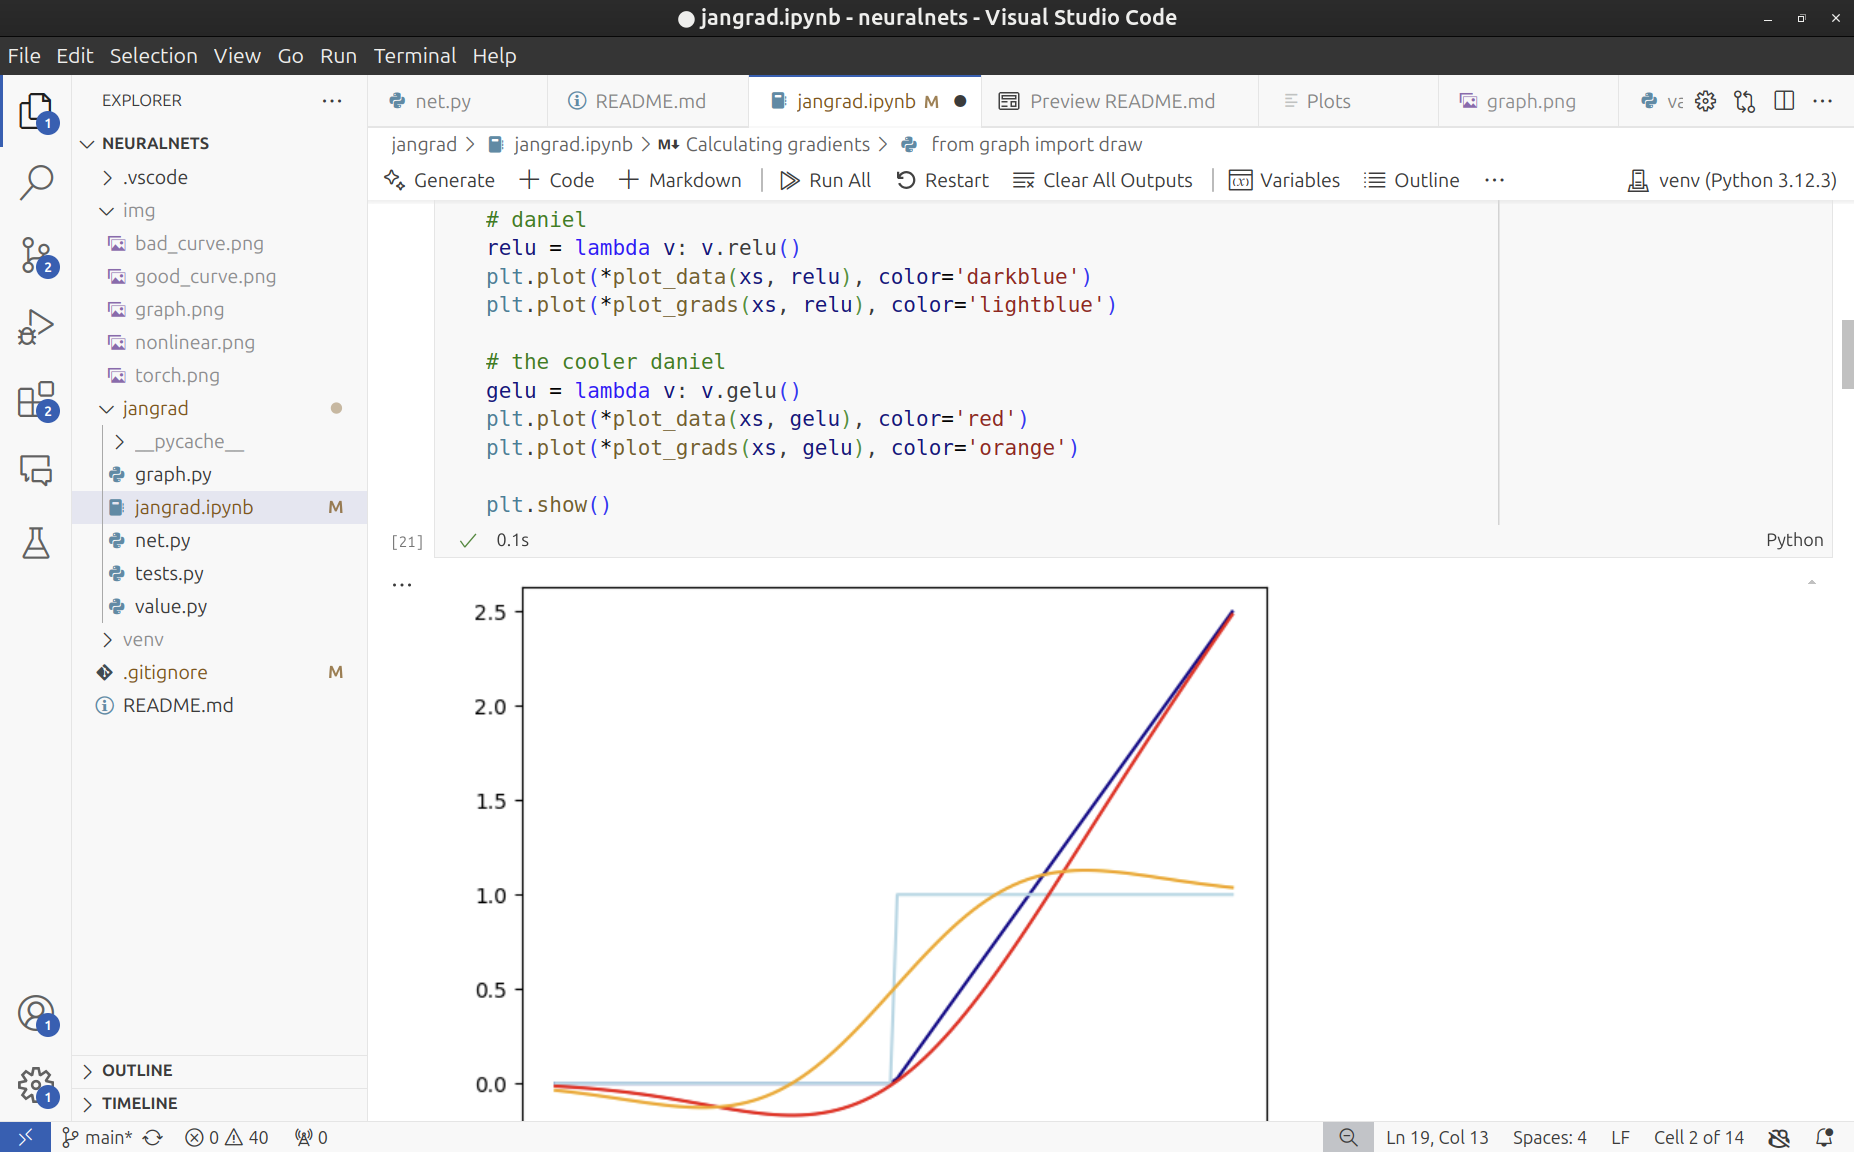 jangrad.ipynb - neuralnets - Visual Studio Code
File Edit Selection View Go Run Terminal Help
EXPLORER
NEURALNETS
.vscode
img
bad_curve.png
good_curve.png
graph.png
nonlinear.png
torch.png
jangrad
__pycache__
graph.py
jangrad.ipynb M
net.py
tests.py
value.py
venv
.gitignore M
README.md
OUTLINE
TIMELINE
1
2
2
1
1
net.py README.md jangrad.ipynb M Preview README.md Plots graph.png
jangrad > jangrad.ipynb > M Calculating gradients > from graph import draw
Generate + Code + Markdown | Run All Restart Clear All Outputs | (x) Variables Outline ... venv (Python 3.12.3)
# daniel
relu = lambda v: v.relu()
plt.plot(*plot_data(xs, relu), color='darkblue')
plt.plot(*plot_grads(xs, relu), color='lightblue')
# the cooler daniel
gelu = lambda v: v.gelu()
plt.plot(*plot_data(xs, gelu), color='red')
plt.plot(*plot_grads(xs, gelu), color='orange')
plt.show()
[21] 0.1s Python
2.5
2.0
1.5
1.0
0.5
0.0
main* 0 40 0 Ln 19, Col 13 Spaces: 4 LF Cell 2 of 14